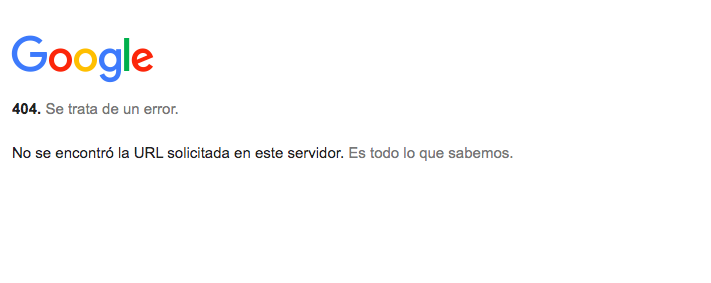 Google
404. Se trata de un error.
No se encontró la URL solicitada en este servidor. Es todo lo que sabemos.